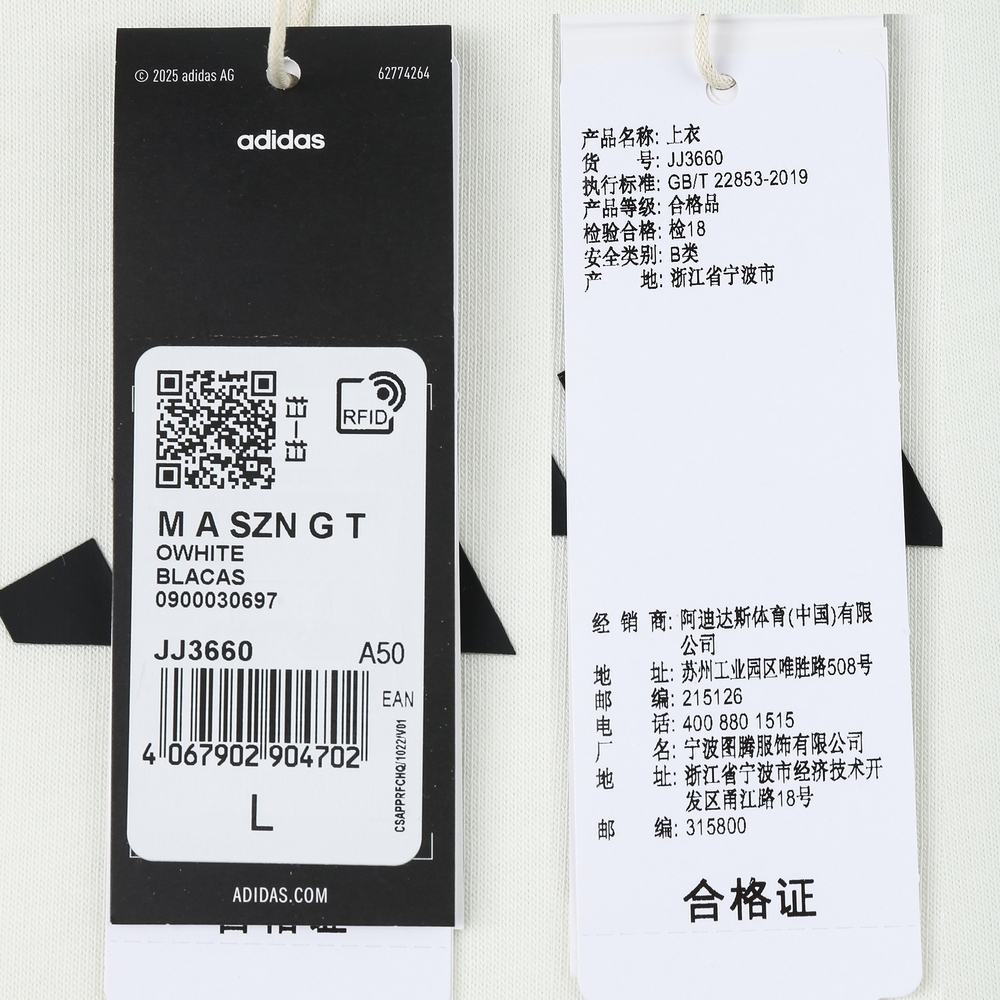 © 2025 adidas AG
62774264
adidas
扫一扫
RFID
M A SZN G T
OWHITE
BLACAS
0900030697
JJ3660
A50
EAN
4 067902 904702
CSAPPRFCHQ/1022/V01
L
ADIDAS.COM
合格证
产品名称: 上衣
货 号: JJ3660
执行标准: GB/T 22853-2019
产品等级: 合格品
检验合格: 检18
安全类别: B类
产 地: 浙江省宁波市
经 销 商: 阿迪达斯体育(中国)有限
公司
地 址: 苏州工业园区唯胜路508号
邮 编: 215126
电 话: 400 880 1515
厂 名: 宁波图腾服饰有限公司
地 址: 浙江省宁波市经济技术开
发区甬江路18号
邮 编: 315800
合格证